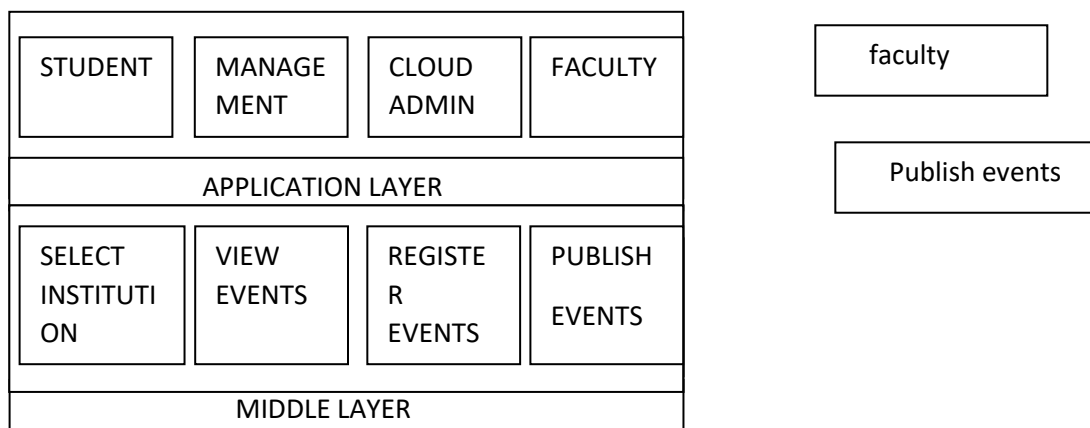 STUDENT
MANAGE
MENT
CLOUD
ADMIN
FACULTY
faculty
APPLICATION LAYER
Publish events
SELECT
INSTITUTI
ON
VIEW
EVENTS
REGISTE
R
EVENTS
PUBLISH
EVENTS
MIDDLE LAYER